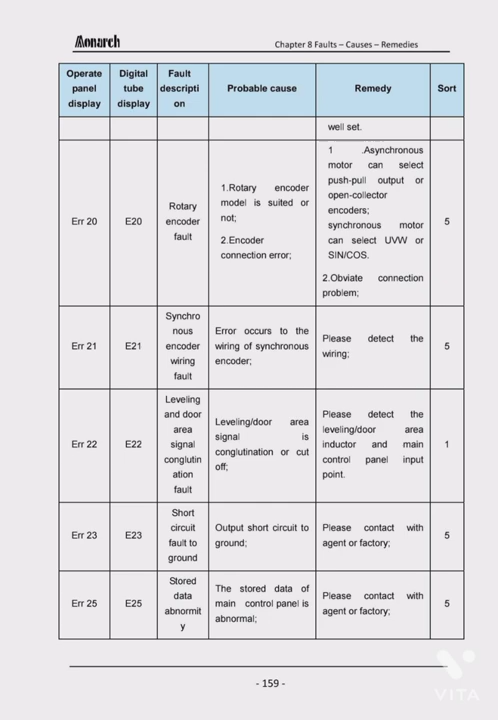 Monarch
Chapter 8 Faults – Causes – Remedies
Operate panel display | Digital tube display | Fault descripti on | Probable cause | Remedy | Sort
well set.
Err 20 | E20 | Rotary encoder fault | 1.Rotary encoder model is suited or not; 2.Encoder connection error; | 1 .Asynchronous motor can select push-pull output or open-collector encoders; synchronous motor can select UVW or SIN/COS. 2.Obviate connection problem; | 5
Err 21 | E21 | Synchro nous encoder wiring fault | Error occurs to the wiring of synchronous encoder; | Please detect the wiring; | 5
Err 22 | E22 | Leveling and door area signal conglutin ation fault | Leveling/door area signal is conglutination or cut off; | Please detect the leveling/door area inductor and main control panel input point. | 1
Err 23 | E23 | Short circuit fault to ground | Output short circuit to ground; | Please contact with agent or factory; | 5
Err 25 | E25 | Stored data abnormit y | The stored data of main control panel is abnormal; | Please contact with agent or factory; | 5
- 159 -
VITA